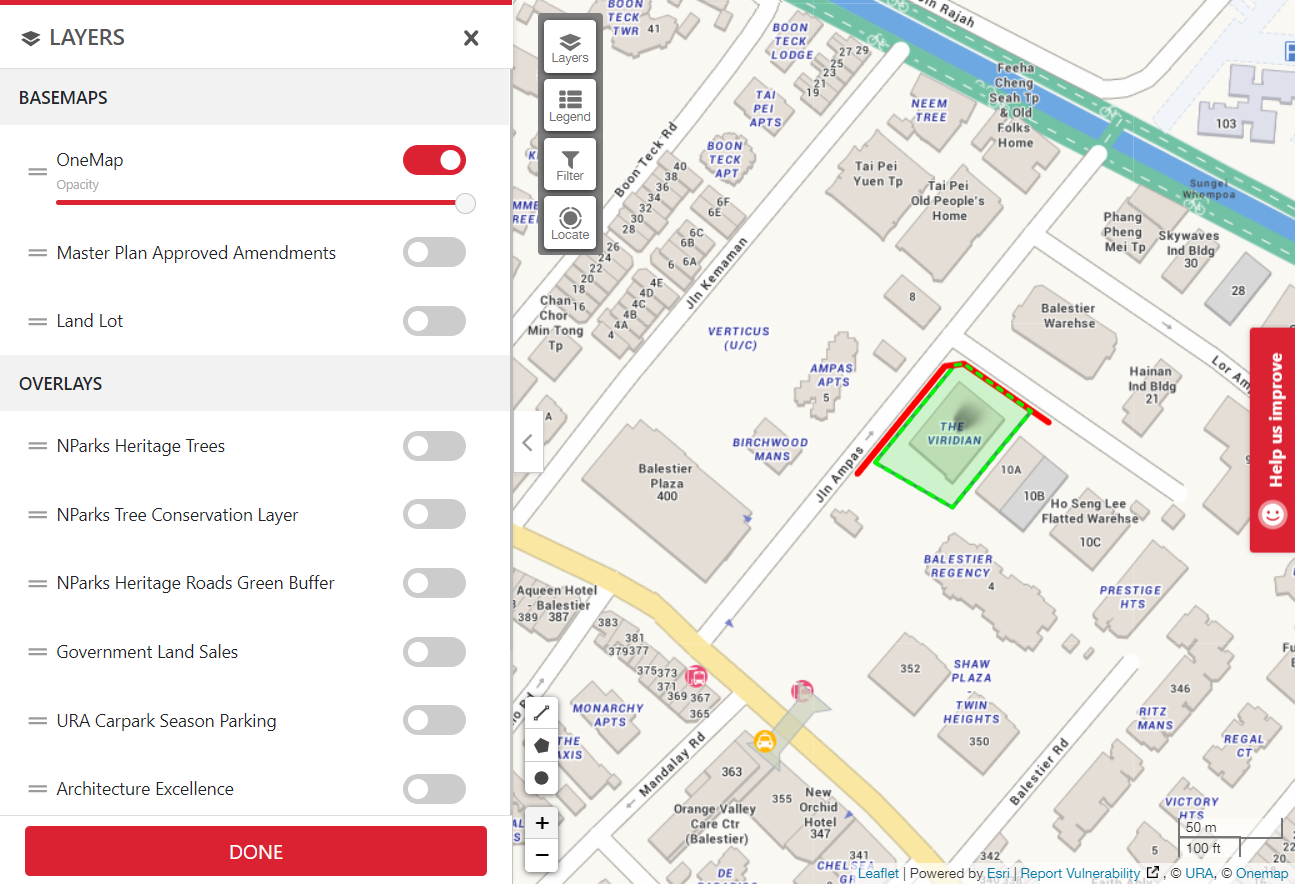 LAYERS
BASEMAPS
OneMap
Opacity
Master Plan Approved Amendments
Land Lot
OVERLAYS
NParks Heritage Trees
NParks Tree Conservation Layer
NParks Heritage Roads Green Buffer
Government Land Sales
URA Carpark Season Parking
Architecture Excellence
DONE
Layers
Legend
Filter
Locate
BOON
TECK
TWR
41
BOON
TECK
LODGE
27 29
25
23
21
19
Rajah
TAI
PEI
APTS
NEEM
TREE
Feeha
Cheng
Seah Tp
& Old
Folks
Home
103
Boon Teck Rd
BOON
TECK
APT
Tai Pei
Yuen Tp
Tai Pei
Old People's
Home
Sungei
Whompoa
40
38
36
34
32
30
28
26
24
22
20
18
16
6F
6E
6C
6B
6A
6
4E
4D
4C
4B
4A
4
Jln Kemaman
Phang
Pheng
Mei Tp
Skywaves
Ind Bldg
30
28
Chan
Chor
Min Tong
Tp
8
VERTICUS
(U/C)
Balestier
Warehse
AMPAS
APTS
5
Hainan
Ind Bldg
21
Lor Am
Help us improve
A
THE
VIRIDIAN
BIRCHWOOD
MANS
Jln Ampas
Balestier
Plaza
400
10A
10B
Ho Seng Lee
Flatted Warehse
10C
BALESTIER
REGENCY
4
PRESTIGE
HTS
Aqueen Hotel
- Balestier
389 387
383
381
379377
375373
371
369 367
365
352
SHAW
PLAZA
-
TWIN
HEIGHTS
350
346
RITZ
MANS
REGAL
CT
MONARCHY
APTS
THE
AXIS
Mandalay Rd
363
355
New
Orchid
Hotel
347
Orange Valley
Care Ctr
(Balestier)
Balestier Rd
VICTORY
HTS
341
342
5
22
20
CHELSEA
DE
PARADISE
+
−
50 m
100 ft
Leaflet | Powered by Esri | Report Vulnerability , © URA, © Onemap